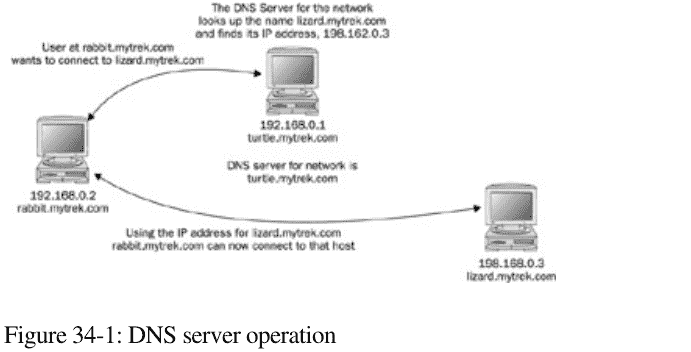 The DNS Server for the network
looks up the name lizard.mytrek.com
and finds its IP address, 198.162.0.3
User at rabbit.mytrek.com
wants to connect to lizard.mytrek.com
192.168.0.1
turtle.mytrek.com
DNS server for network is
turtle.mytrek.com
192.168.0.2
rabbit.mytrek.com
Using the IP address for lizard.mytrek.com
rabbit.mytrek.com can now connect to that host
198.168.0.3
lizard.mytrek.com
Figure 34-1: DNS server operation